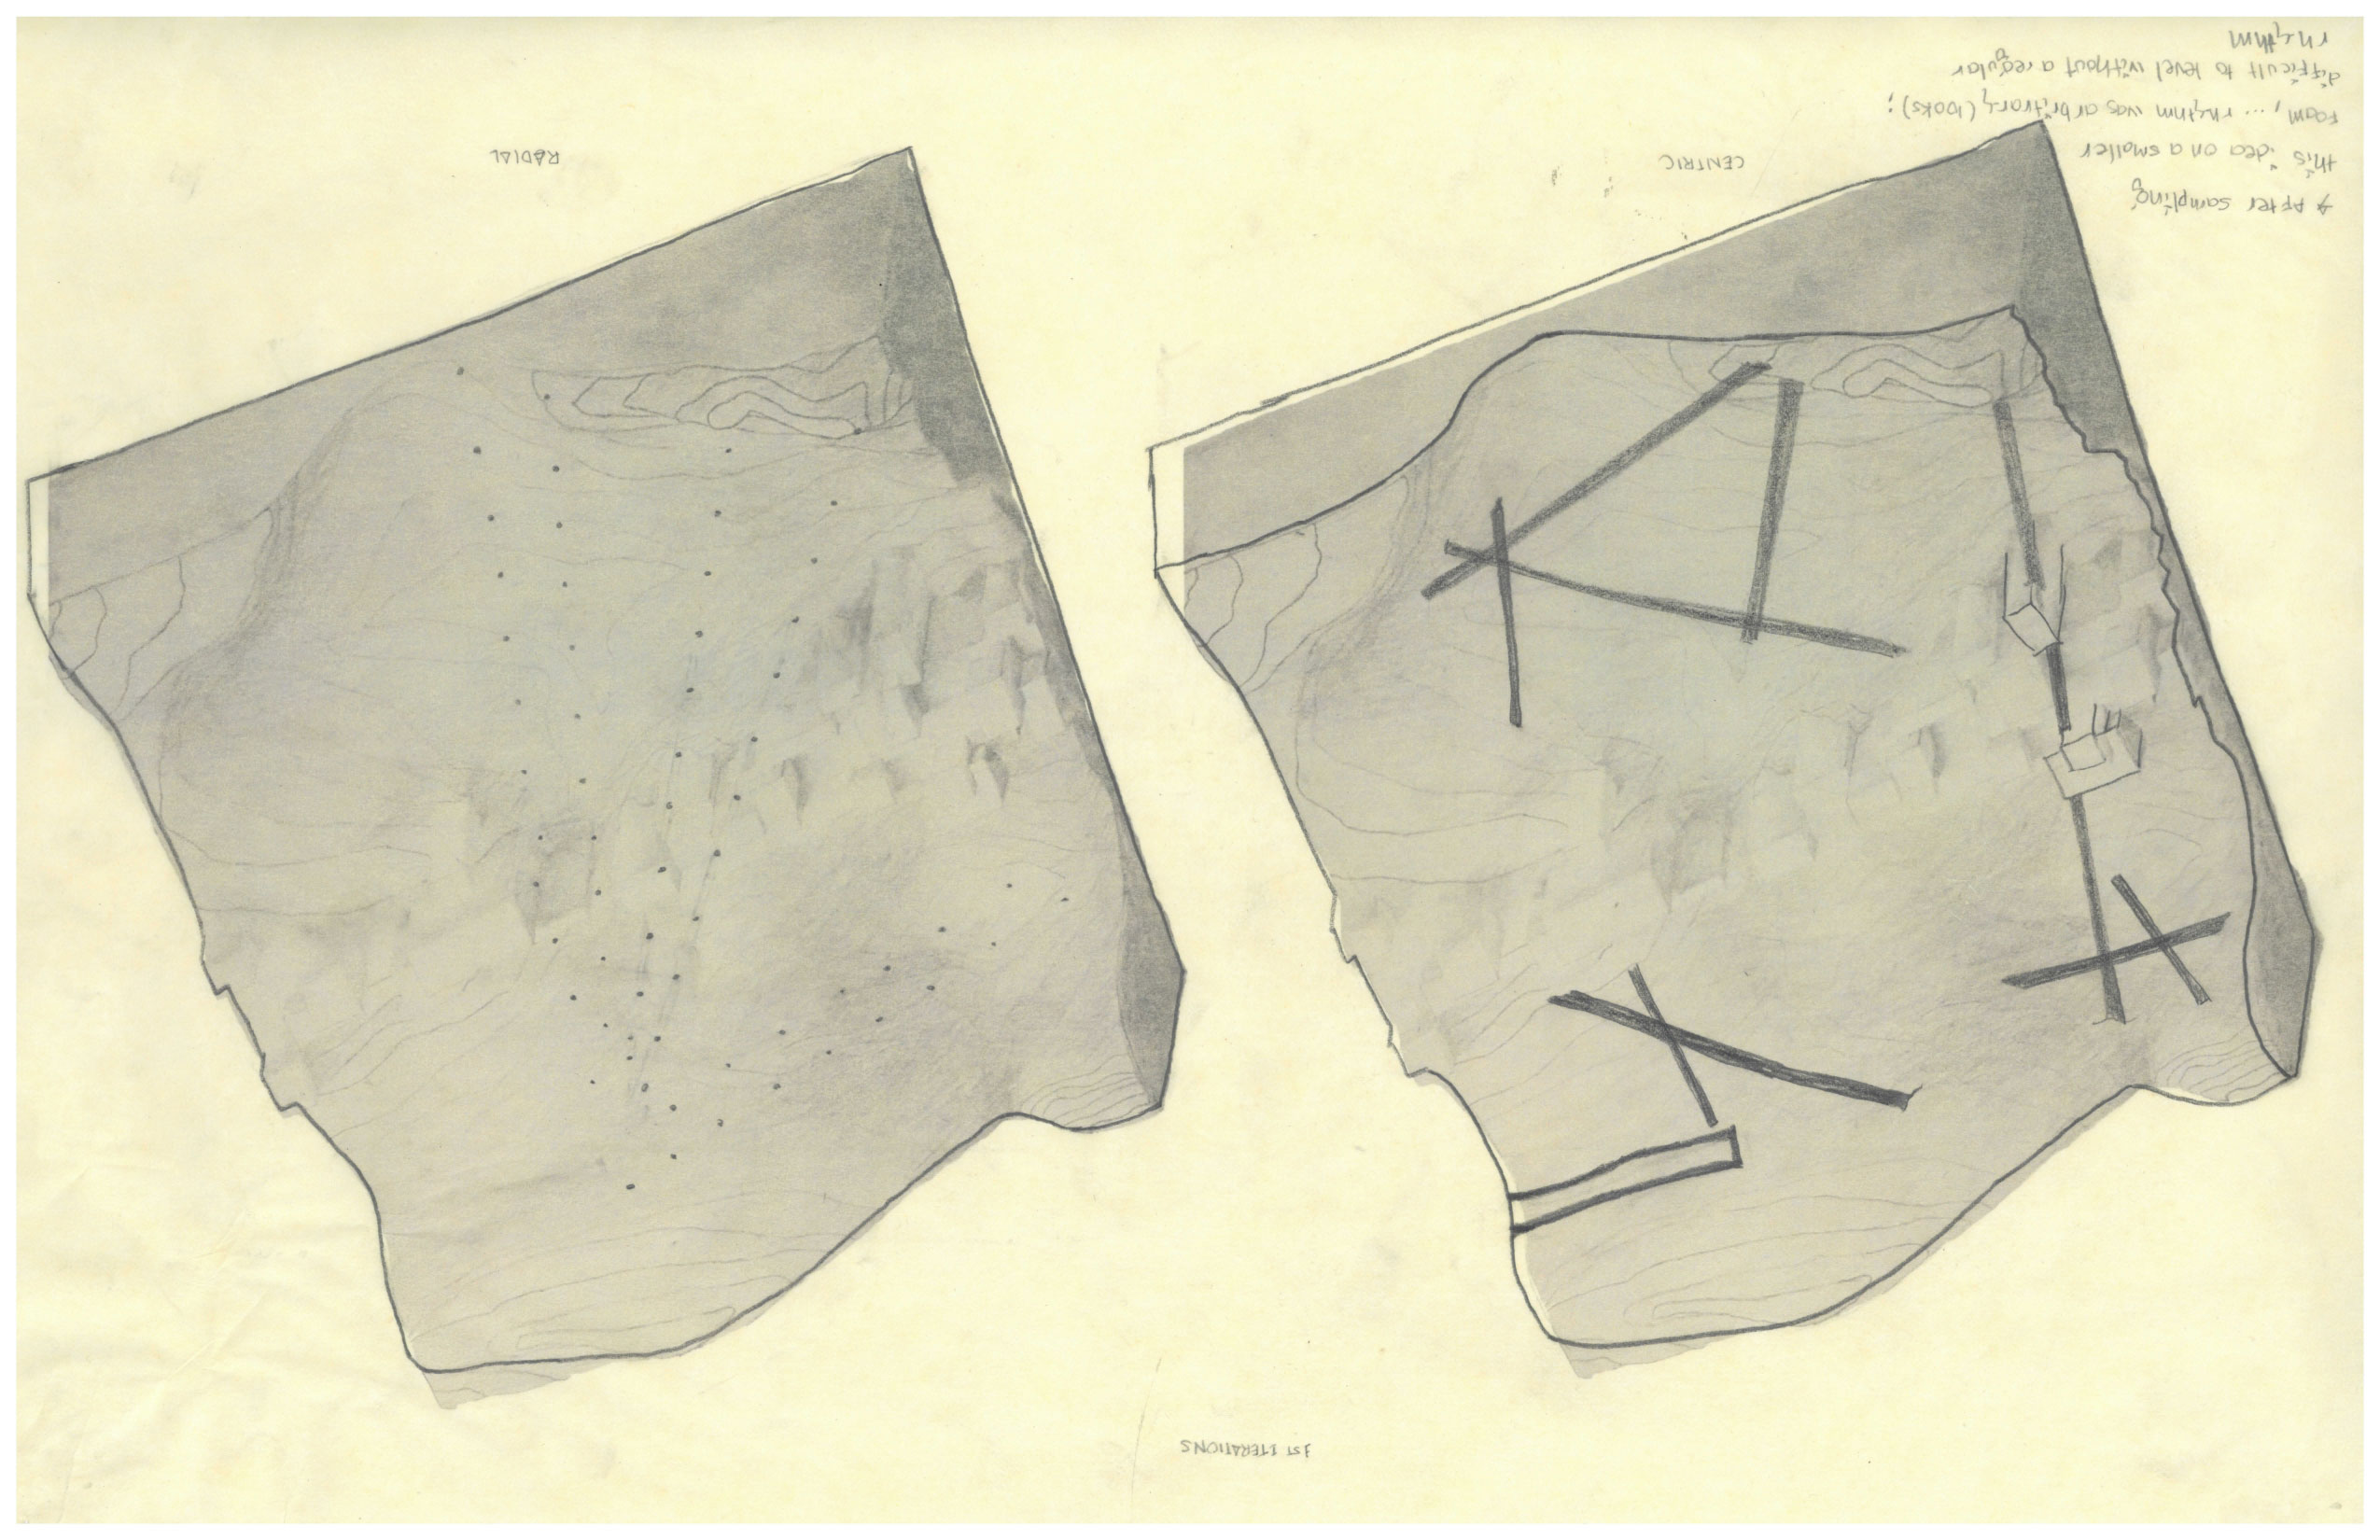 1ST ITERATIONS
CENTRIC
RADIAL
→ After sampling
this idea on a smaller
foam, ... rhythm was arbitrary (looks);
difficult to level without a regular
rhythm